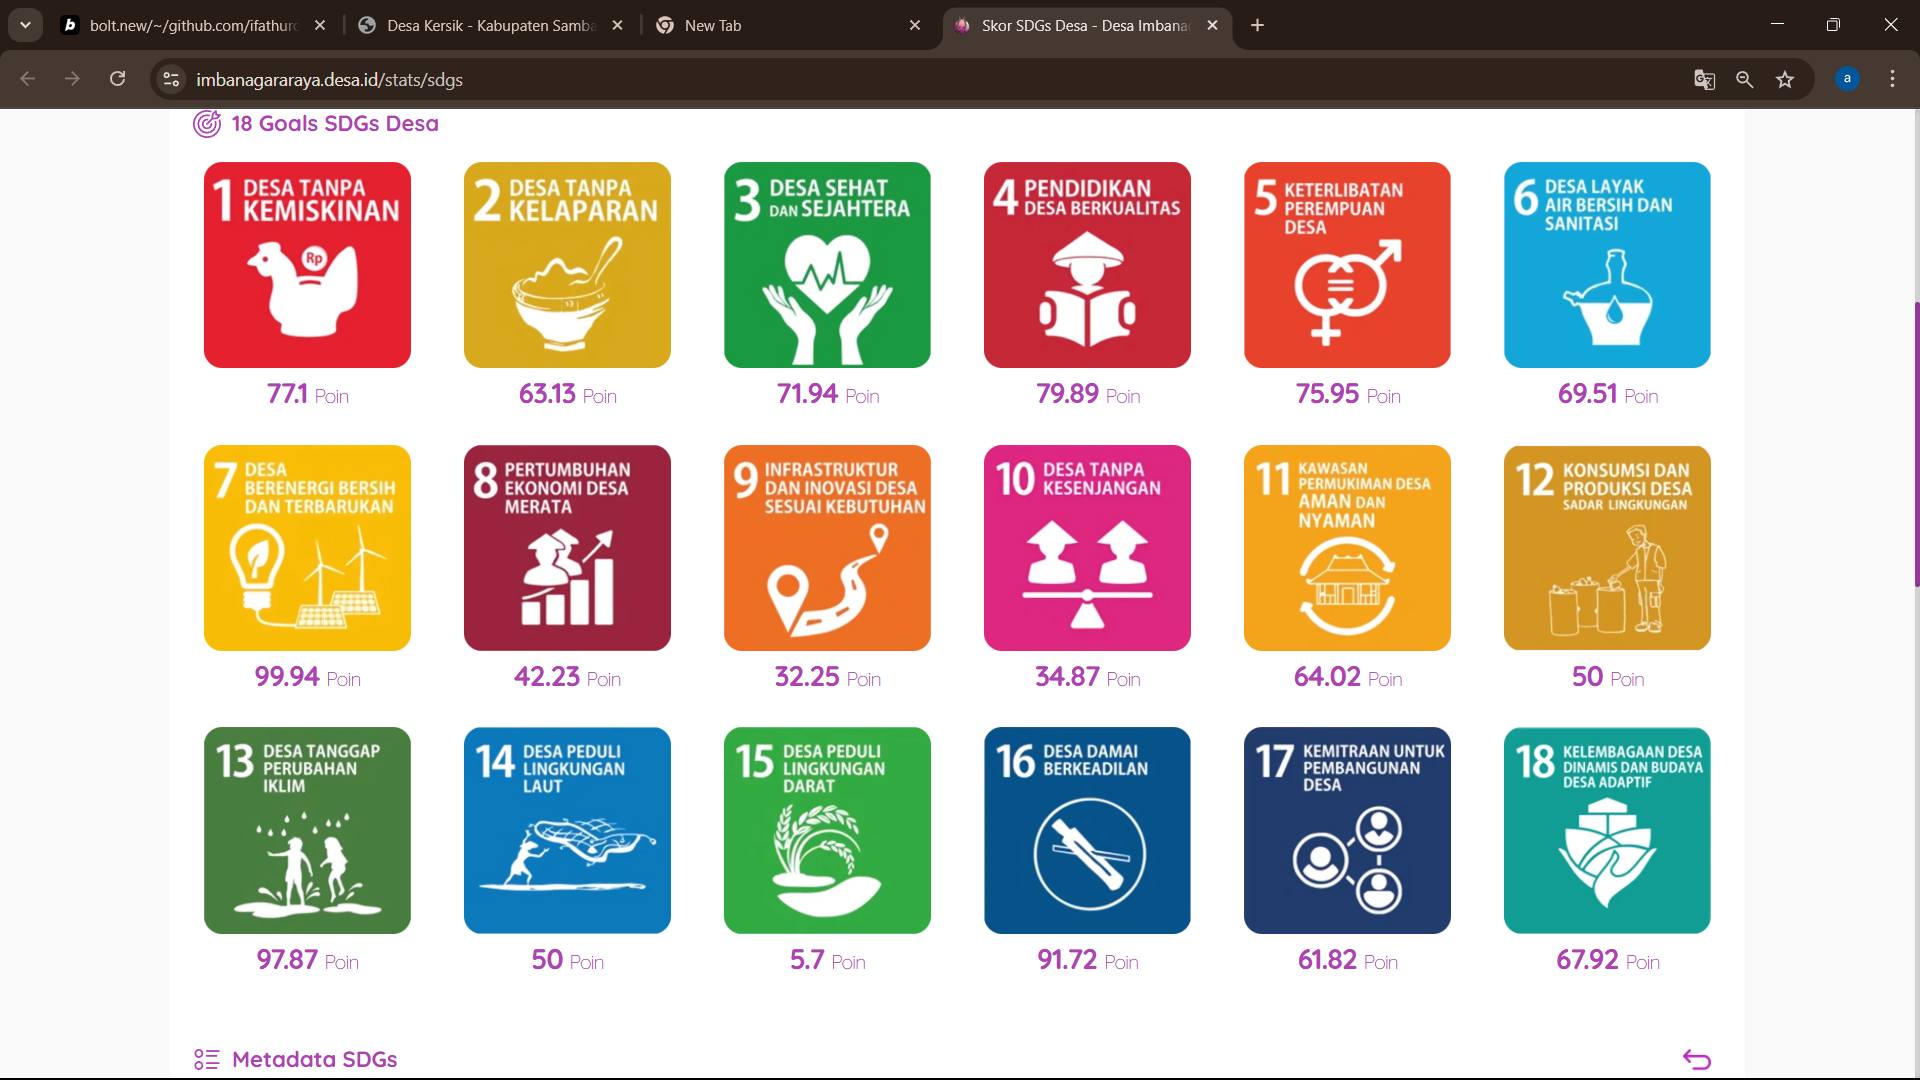 bolt.new/~/github.com/ifathurc
Desa Kersik - Kabupaten Samba
New Tab
Skor SDGs Desa - Desa Imbana
imbanagararaya.desa.id/stats/sdgs
a
18 Goals SDGs Desa
1 DESA TANPA
KEMISKINAN
Rp
77.1 Poin
2 DESA TANPA
KELAPARAN
63.13 Poin
3 DESA SEHAT
DAN SEJAHTERA
71.94 Poin
4 PENDIDIKAN
DESA BERKUALITAS
79.89 Poin
5 KETERLIBATAN
PEREMPUAN
DESA
75.95 Poin
6 DESA LAYAK
AIR BERSIH DAN
SANITASI
69.51 Poin
7 DESA
BERENERGI BERSIH
DAN TERBARUKAN
99.94 Poin
8 PERTUMBUHAN
EKONOMI DESA
MERATA
42.23 Poin
9 INFRASTRUKTUR
DAN INOVASI DESA
SESUAI KEBUTUHAN
32.25 Poin
10 DESA TANPA
KESENJANGAN
34.87 Poin
11 KAWASAN
PERMUKIMAN DESA
AMAN DAN
NYAMAN
64.02 Poin
12 KONSUMSI DAN
PRODUKSI DESA
SADAR LINGKUNGAN
50 Poin
13 DESA TANGGAP
PERUBAHAN
IKLIM
97.87 Poin
14 DESA PEDULI
LINGKUNGAN
LAUT
50 Poin
15 DESA PEDULI
LINGKUNGAN
DARAT
5.7 Poin
16 DESA DAMAI
BERKEADILAN
91.72 Poin
17 KEMITRAAN UNTUK
PEMBANGUNAN
DESA
61.82 Poin
18 KELEMBAGAAN DESA
DINAMIS DAN BUDAYA
DESA ADAPTIF
67.92 Poin
Metadata SDGs